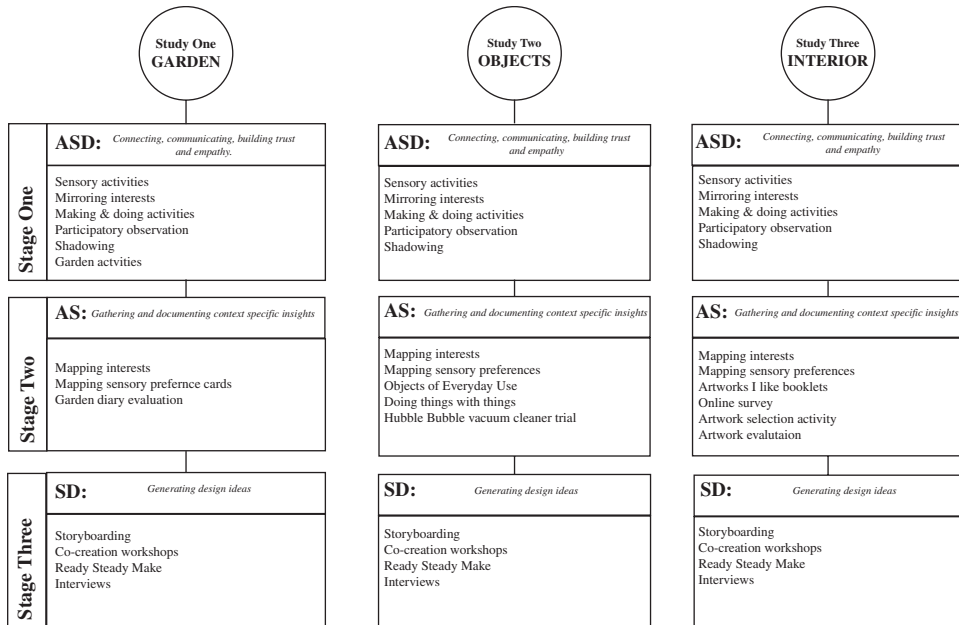 Study One
GARDEN
Study Two
OBJECTS
Study Three
INTERIOR
Stage One
ASD: Connecting, communicating, building trust
and empathy.
Sensory activities
Mirroring interests
Making & doing activities
Participatory observation
Shadowing
Garden actvities
ASD: Connecting, communicating, building trust
and empathy
Sensory activities
Mirroring interests
Making & doing activities
Participatory observation
Shadowing
ASD: Connecting, communicating, building trust
and empathy
Sensory activities
Mirroring interests
Making & doing activities
Participatory observation
Shadowing
Stage Two
AS: Gathering and documenting context specific insights
Mapping interests
Mapping sensory prefernce cards
Garden diary evaluation
AS: Gathering and documenting context specific insights
Mapping interests
Mapping sensory preferences
Objects of Everyday Use
Doing things with things
Hubble Bubble vacuum cleaner trial
AS: Gathering and documenting context specific insights
Mapping interests
Mapping sensory preferences
Artworks I like booklets
Online survey
Artwork selection activity
Artwork evalutaion
Stage Three
SD: Generating design ideas
Storyboarding
Co-creation workshops
Ready Steady Make
Interviews
SD: Generating design ideas
Storyboarding
Co-creation workshops
Ready Steady Make
Interviews
SD: Generating design ideas
Storyboarding
Co-creation workshops
Ready Steady Make
Interviews